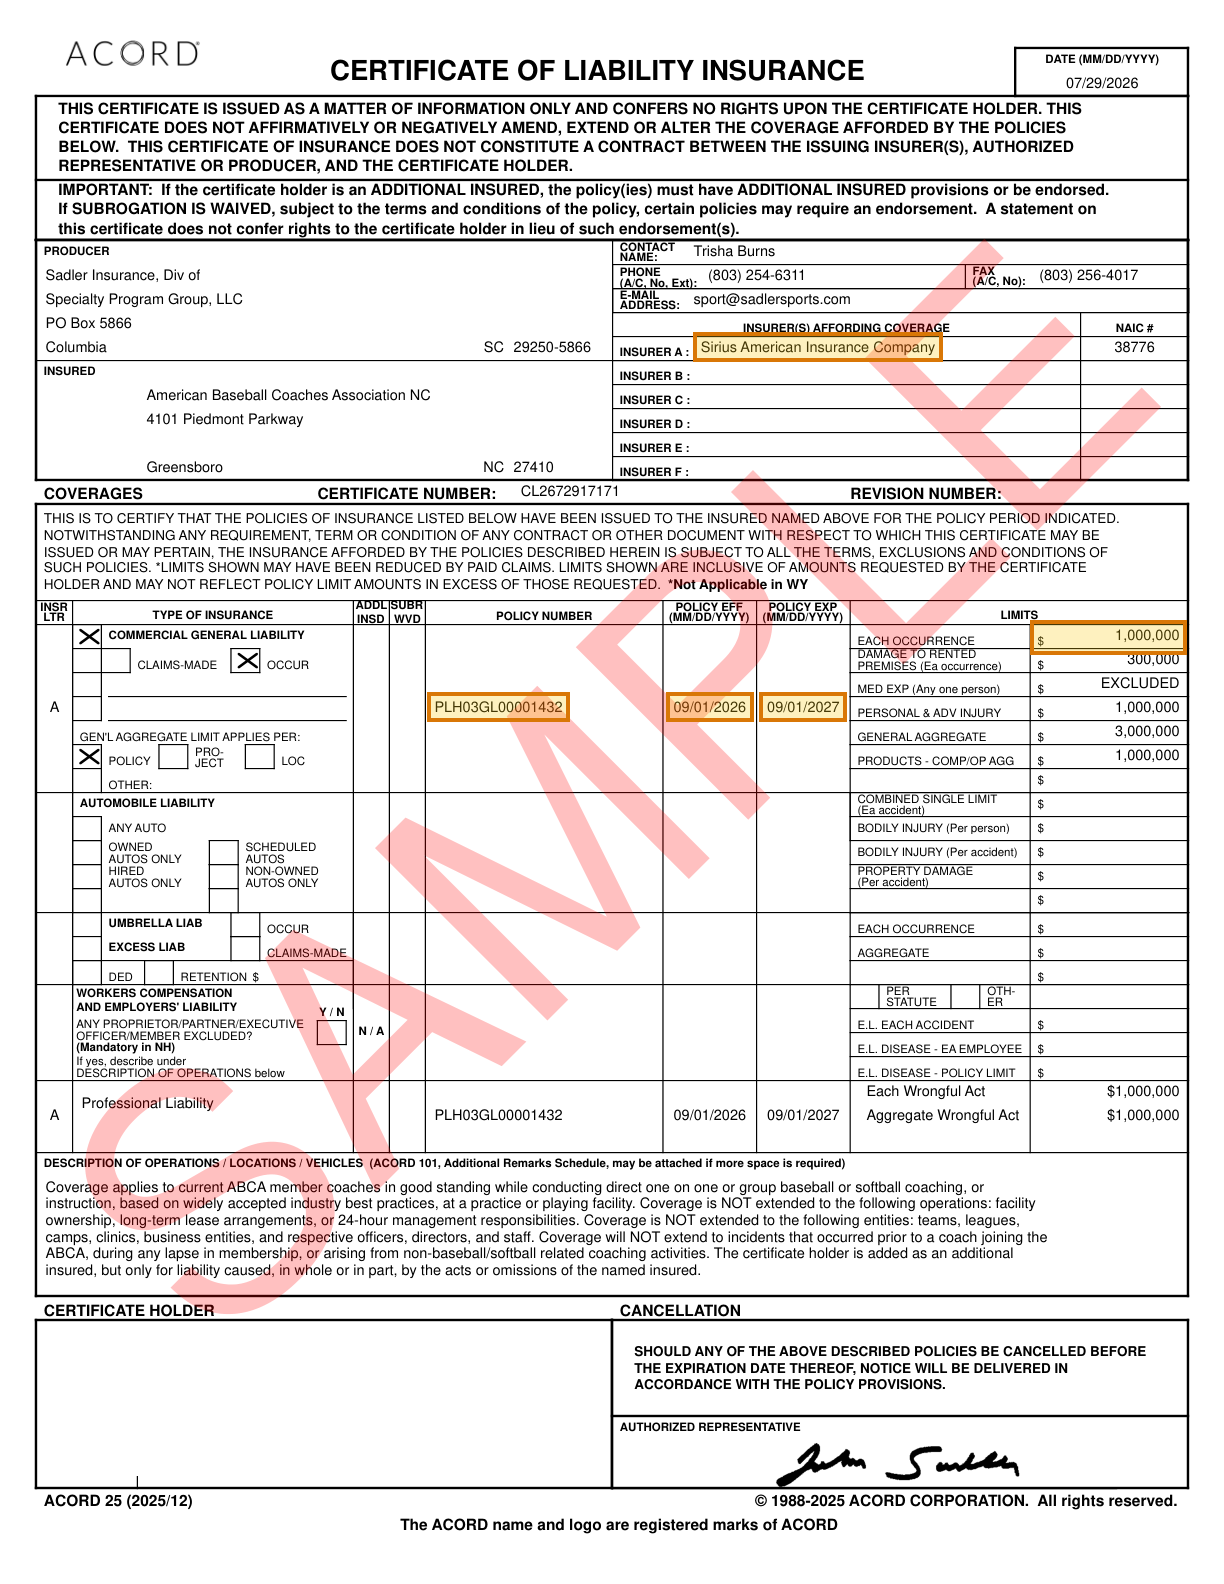 ACORD
CERTIFICATE OF LIABILITY INSURANCE
DATE (MM/DD/YYYY)
07/29/2026
THIS CERTIFICATE IS ISSUED AS A MATTER OF INFORMATION ONLY AND CONFERS NO RIGHTS UPON THE CERTIFICATE HOLDER. THIS
CERTIFICATE DOES NOT AFFIRMATIVELY OR NEGATIVELY AMEND, EXTEND OR ALTER THE COVERAGE AFFORDED BY THE POLICIES
BELOW. THIS CERTIFICATE OF INSURANCE DOES NOT CONSTITUTE A CONTRACT BETWEEN THE ISSUING INSURER(S), AUTHORIZED
REPRESENTATIVE OR PRODUCER, AND THE CERTIFICATE HOLDER.
IMPORTANT: If the certificate holder is an ADDITIONAL INSURED, the policy(ies) must have ADDITIONAL INSURED provisions or be endorsed.
If SUBROGATION IS WAIVED, subject to the terms and conditions of the policy, certain policies may require an endorsement. A statement on
this certificate does not confer rights to the certificate holder in lieu of such endorsement(s).
PRODUCER
Sadler Insurance, Div of
Specialty Program Group, LLC
PO Box 5866
Columbia SC 29250-5866
CONTACT NAME: Trisha Burns
PHONE (A/C, No, Ext): (803) 254-6311
FAX (A/C, No): (803) 256-4017
E-MAIL ADDRESS: sport@sadlersports.com
INSURER(S) AFFORDING COVERAGE NAIC #
INSURER A : Sirius American Insurance Company 38776
INSURED
American Baseball Coaches Association NC
4101 Piedmont Parkway
Greensboro NC 27410
INSURER B :
INSURER C :
INSURER D :
INSURER E :
INSURER F :
COVERAGES CERTIFICATE NUMBER: CL2672917171 REVISION NUMBER:
THIS IS TO CERTIFY THAT THE POLICIES OF INSURANCE LISTED BELOW HAVE BEEN ISSUED TO THE INSURED NAMED ABOVE FOR THE POLICY PERIOD INDICATED.
NOTWITHSTANDING ANY REQUIREMENT, TERM OR CONDITION OF ANY CONTRACT OR OTHER DOCUMENT WITH RESPECT TO WHICH THIS CERTIFICATE MAY BE
ISSUED OR MAY PERTAIN, THE INSURANCE AFFORDED BY THE POLICIES DESCRIBED HEREIN IS SUBJECT TO ALL THE TERMS, EXCLUSIONS AND CONDITIONS OF
SUCH POLICIES. *LIMITS SHOWN MAY HAVE BEEN REDUCED BY PAID CLAIMS. LIMITS SHOWN ARE INCLUSIVE OF AMOUNTS REQUESTED BY THE CERTIFICATE
HOLDER AND MAY NOT REFLECT POLICY LIMIT AMOUNTS IN EXCESS OF THOSE REQUESTED. *Not Applicable in WY
INSR LTR TYPE OF INSURANCE ADDL INSD SUBR WVD POLICY NUMBER POLICY EFF (MM/DD/YYYY) POLICY EXP (MM/DD/YYYY) LIMITS
A
X COMMERCIAL GENERAL LIABILITY
CLAIMS-MADE X OCCUR
GEN'L AGGREGATE LIMIT APPLIES PER:
X POLICY PRO-JECT LOC
OTHER:
PLH03GL00001432 09/01/2026 09/01/2027
EACH OCCURRENCE $ 1,000,000
DAMAGE TO RENTED PREMISES (Ea occurrence) $ 300,000
MED EXP (Any one person) $ EXCLUDED
PERSONAL & ADV INJURY $ 1,000,000
GENERAL AGGREGATE $ 3,000,000
PRODUCTS - COMP/OP AGG $ 1,000,000
$
AUTOMOBILE LIABILITY
ANY AUTO
OWNED AUTOS ONLY SCHEDULED AUTOS
HIRED AUTOS ONLY NON-OWNED AUTOS ONLY
COMBINED SINGLE LIMIT (Ea accident) $
BODILY INJURY (Per person) $
BODILY INJURY (Per accident) $
PROPERTY DAMAGE (Per accident) $
$
UMBRELLA LIAB OCCUR
EXCESS LIAB CLAIMS-MADE
DED RETENTION $
EACH OCCURRENCE $
AGGREGATE $
$
WORKERS COMPENSATION
AND EMPLOYERS' LIABILITY
Y / N
ANY PROPRIETOR/PARTNER/EXECUTIVE
OFFICER/MEMBER EXCLUDED?
(Mandatory in NH)
If yes, describe under
DESCRIPTION OF OPERATIONS below
N / A
PER STATUTE OTH-ER
E.L. EACH ACCIDENT $
E.L. DISEASE - EA EMPLOYEE $
E.L. DISEASE - POLICY LIMIT $
A Professional Liability PLH03GL00001432 09/01/2026 09/01/2027
Each Wrongful Act $1,000,000
Aggregate Wrongful Act $1,000,000
DESCRIPTION OF OPERATIONS / LOCATIONS / VEHICLES (ACORD 101, Additional Remarks Schedule, may be attached if more space is required)
Coverage applies to current ABCA member coaches in good standing while conducting direct one on one or group baseball or softball coaching, or
instruction, based on widely accepted industry best practices, at a practice or playing facility. Coverage is NOT extended to the following operations: facility
ownership, long-term lease arrangements, or 24-hour management responsibilities. Coverage is NOT extended to the following entities: teams, leagues,
camps, clinics, business entities, and respective officers, directors, and staff. Coverage will NOT extend to incidents that occurred prior to a coach joining the
ABCA, during any lapse in membership, or arising from non-baseball/softball related coaching activities. The certificate holder is added as an additional
insured, but only for liability caused, in whole or in part, by the acts or omissions of the named insured.
CERTIFICATE HOLDER
CANCELLATION
SHOULD ANY OF THE ABOVE DESCRIBED POLICIES BE CANCELLED BEFORE
THE EXPIRATION DATE THEREOF, NOTICE WILL BE DELIVERED IN
ACCORDANCE WITH THE POLICY PROVISIONS.
AUTHORIZED REPRESENTATIVE
John Sadler
ACORD 25 (2025/12)
© 1988-2025 ACORD CORPORATION. All rights reserved.
The ACORD name and logo are registered marks of ACORD
SAMPLE